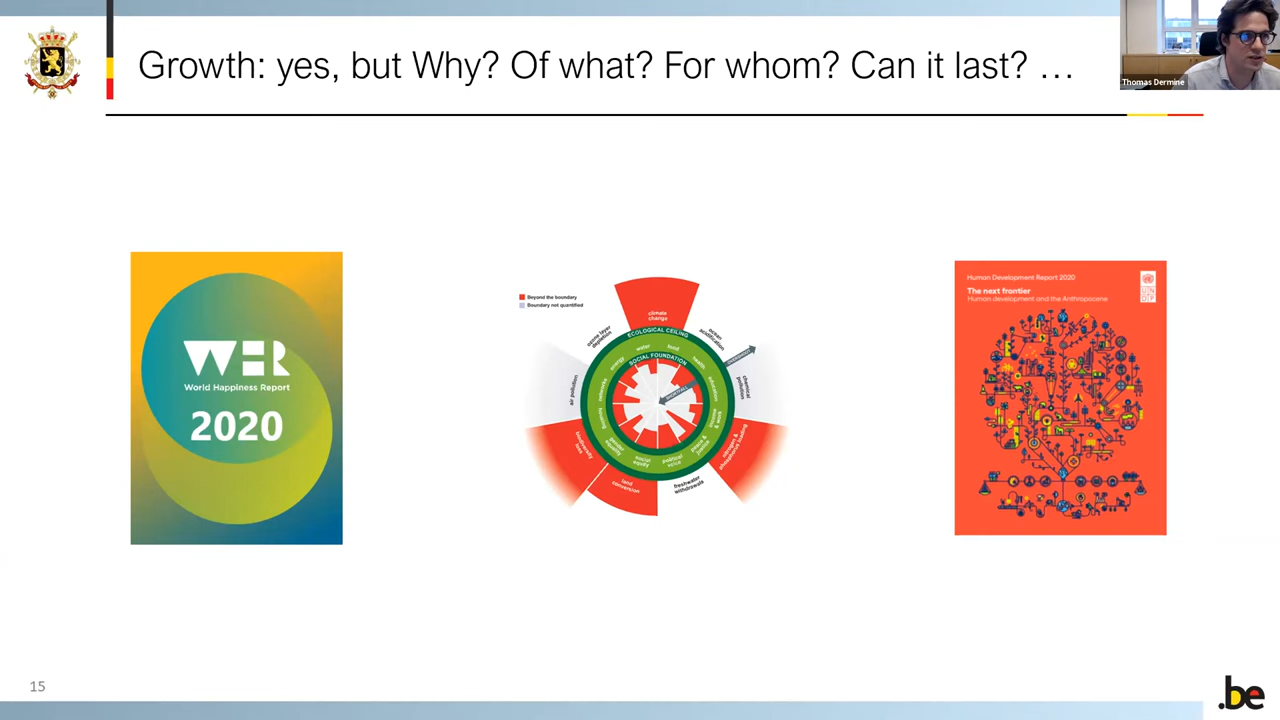 Growth: yes, but Why? Of what? For whom? Can it last? …
Thomas Dermine
WHR
World Happiness Report
2020
Beyond the boundary
Boundary not quantified
climate
change
ozone layer
depletion
ocean
acidification
ECOLOGICAL CEILING
water
food
energy
health
SOCIAL FOUNDATION
OVERSHOOT
SHORTFALL
air pollution
networks
education
chemical
pollution
housing
income
& work
gender
equality
peace &
justice
social
equity
political
voice
biodiversity
loss
nitrogen &
phosphorus loading
land
conversion
freshwater
withdrawals
Human Development Report 2020
The next frontier
Human development and the Anthropocene
U N
D P
15
.be